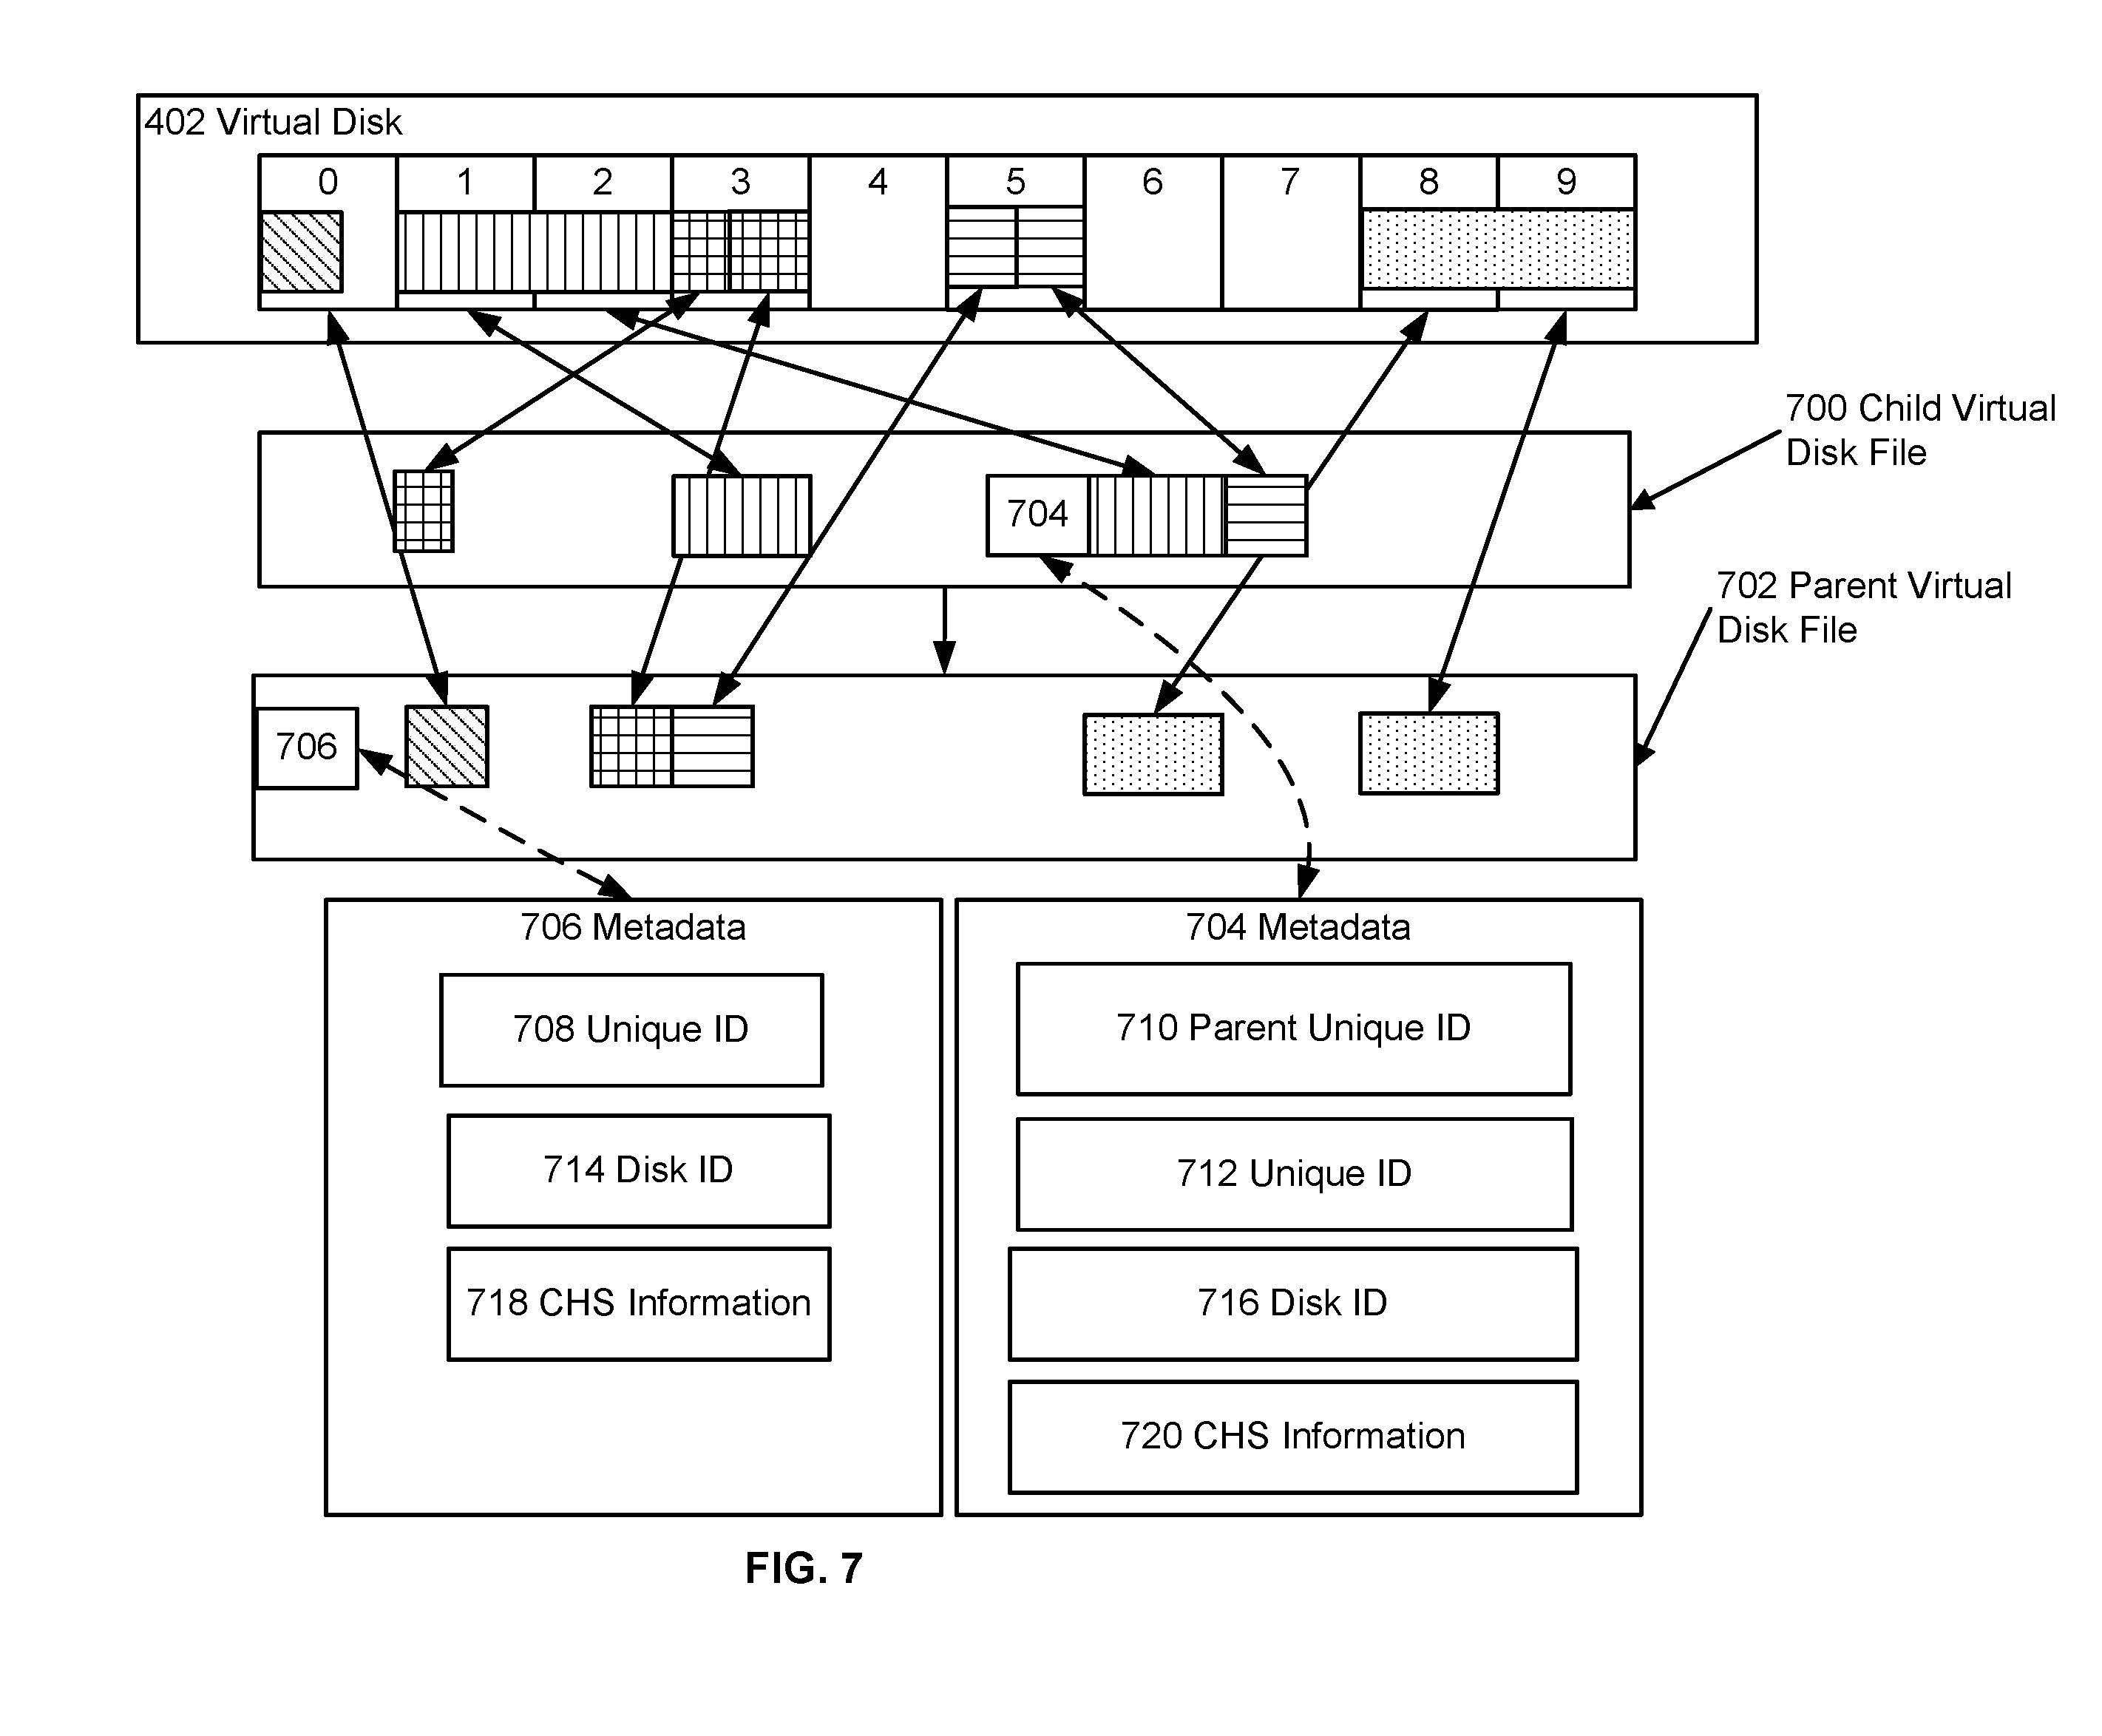 402 Virtual Disk
0 1 2 3 4 5 6 7 8 9
700 Child Virtual
Disk File
704
702 Parent Virtual
Disk File
706
706 Metadata
708 Unique ID
714 Disk ID
718 CHS Information
704 Metadata
710 Parent Unique ID
712 Unique ID
716 Disk ID
720 CHS Information
FIG. 7